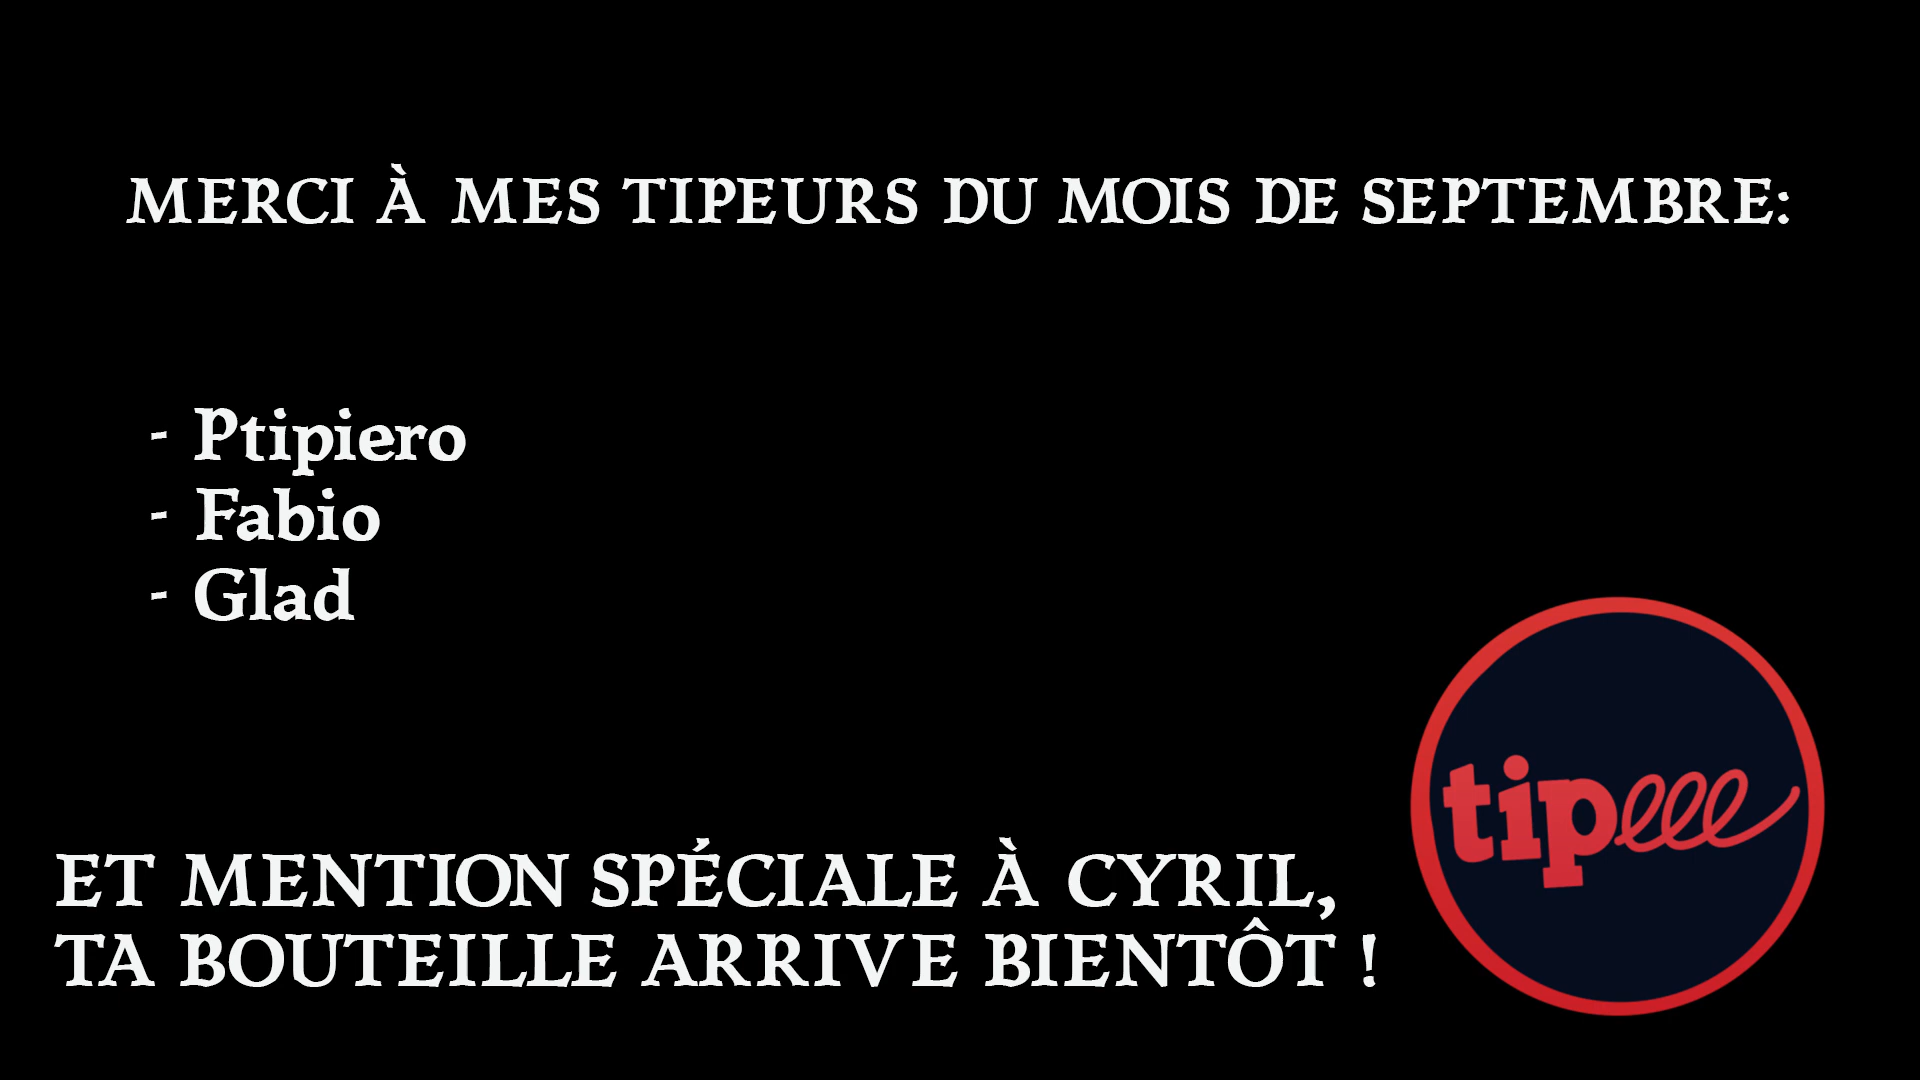 MERCI À MES TIPEURS DU MOIS DE SEPTEMBRE:
- Ptipiero
- Fabio
- Glad
tipeee
ET MENTION SPÉCIALE À CYRIL,
TA BOUTEILLE ARRIVE BIENTÔT !